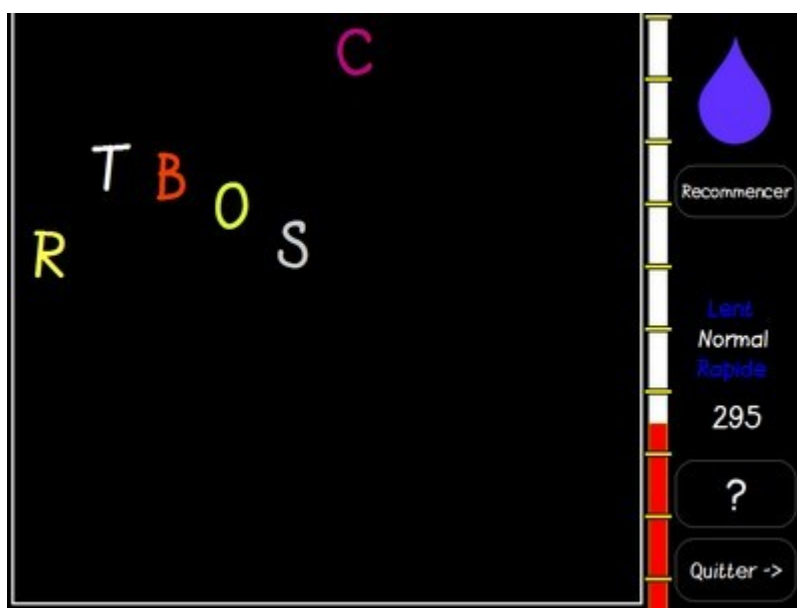 C
T B O S
R
Recommencer
Lent
Normal
Rapide
295
?
Quitter ->